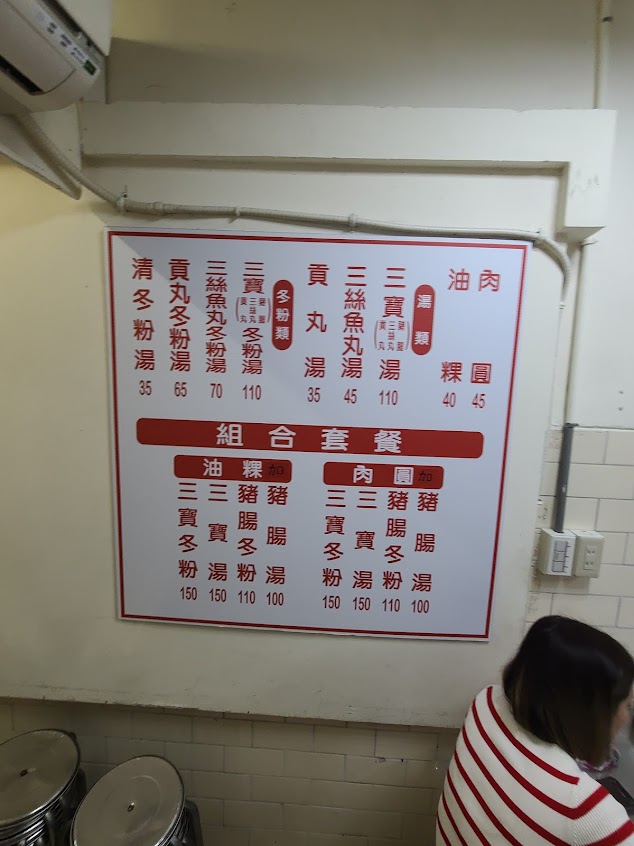 肉圓 45
油粿 40
湯類
三寶(豬腸 三絲丸 貢丸)湯 110
三絲魚丸湯 45
貢丸湯 35
冬粉類
三寶(豬腸 三絲丸 貢丸)冬粉湯 110
三絲魚丸冬粉湯 70
貢丸冬粉湯 65
清冬粉湯 35
組合套餐
肉圓加
豬腸湯 100
豬腸冬粉 110
三寶湯 150
三寶冬粉 150
油粿加
豬腸湯 100
豬腸冬粉 110
三寶湯 150
三寶冬粉 150